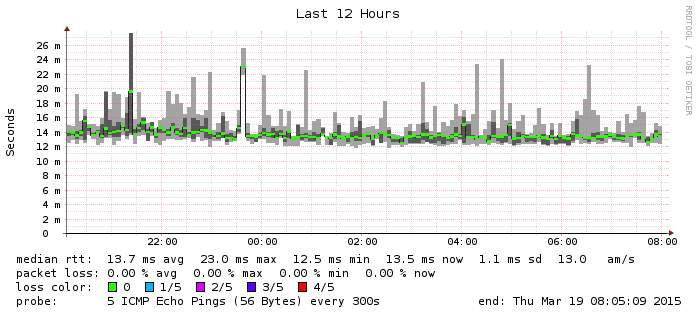 Last 12 Hours
RRDTOOL / TOBI OETIKER
Seconds
26 m
24 m
22 m
20 m
18 m
16 m
14 m
12 m
10 m
8 m
6 m
4 m
2 m
0
22:00 00:00 02:00 04:00 06:00 08:00
median rtt: 13.7 ms avg 23.0 ms max 12.5 ms min 13.5 ms now 1.1 ms sd 13.0 am/s
packet loss: 0.00 % avg 0.00 % max 0.00 % min 0.00 % now
loss color: 0 1/5 2/5 3/5 4/5
probe: 5 ICMP Echo Pings (56 Bytes) every 300s end: Thu Mar 19 08:05:09 2015